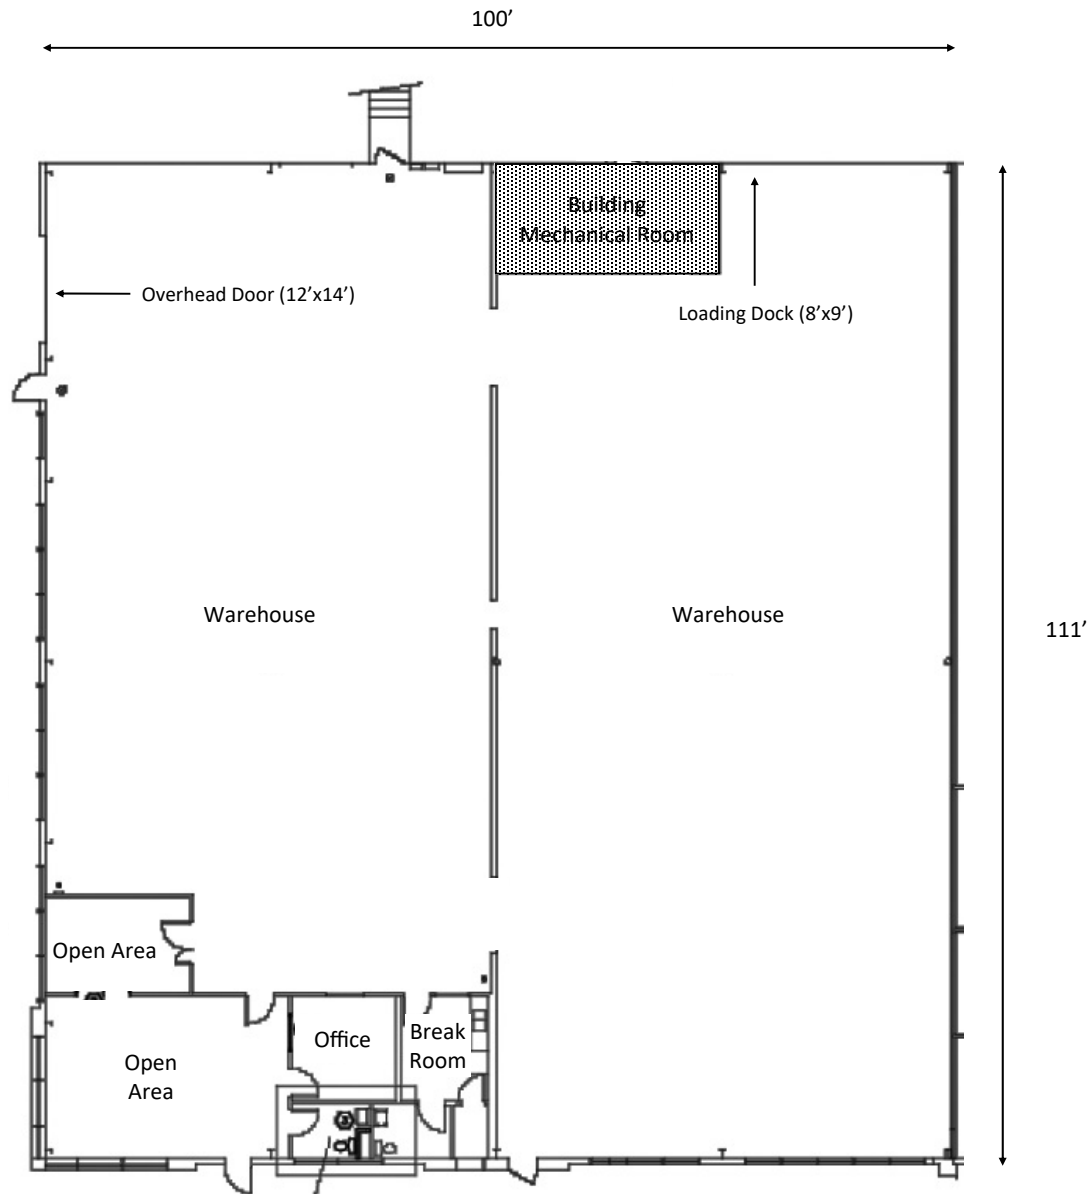 100’
Building
Mechanical Room
Overhead Door (12’x14’)
Loading Dock (8’x9’)
Warehouse
Warehouse
111’
Open Area
Office
Break
Room
Open
Area